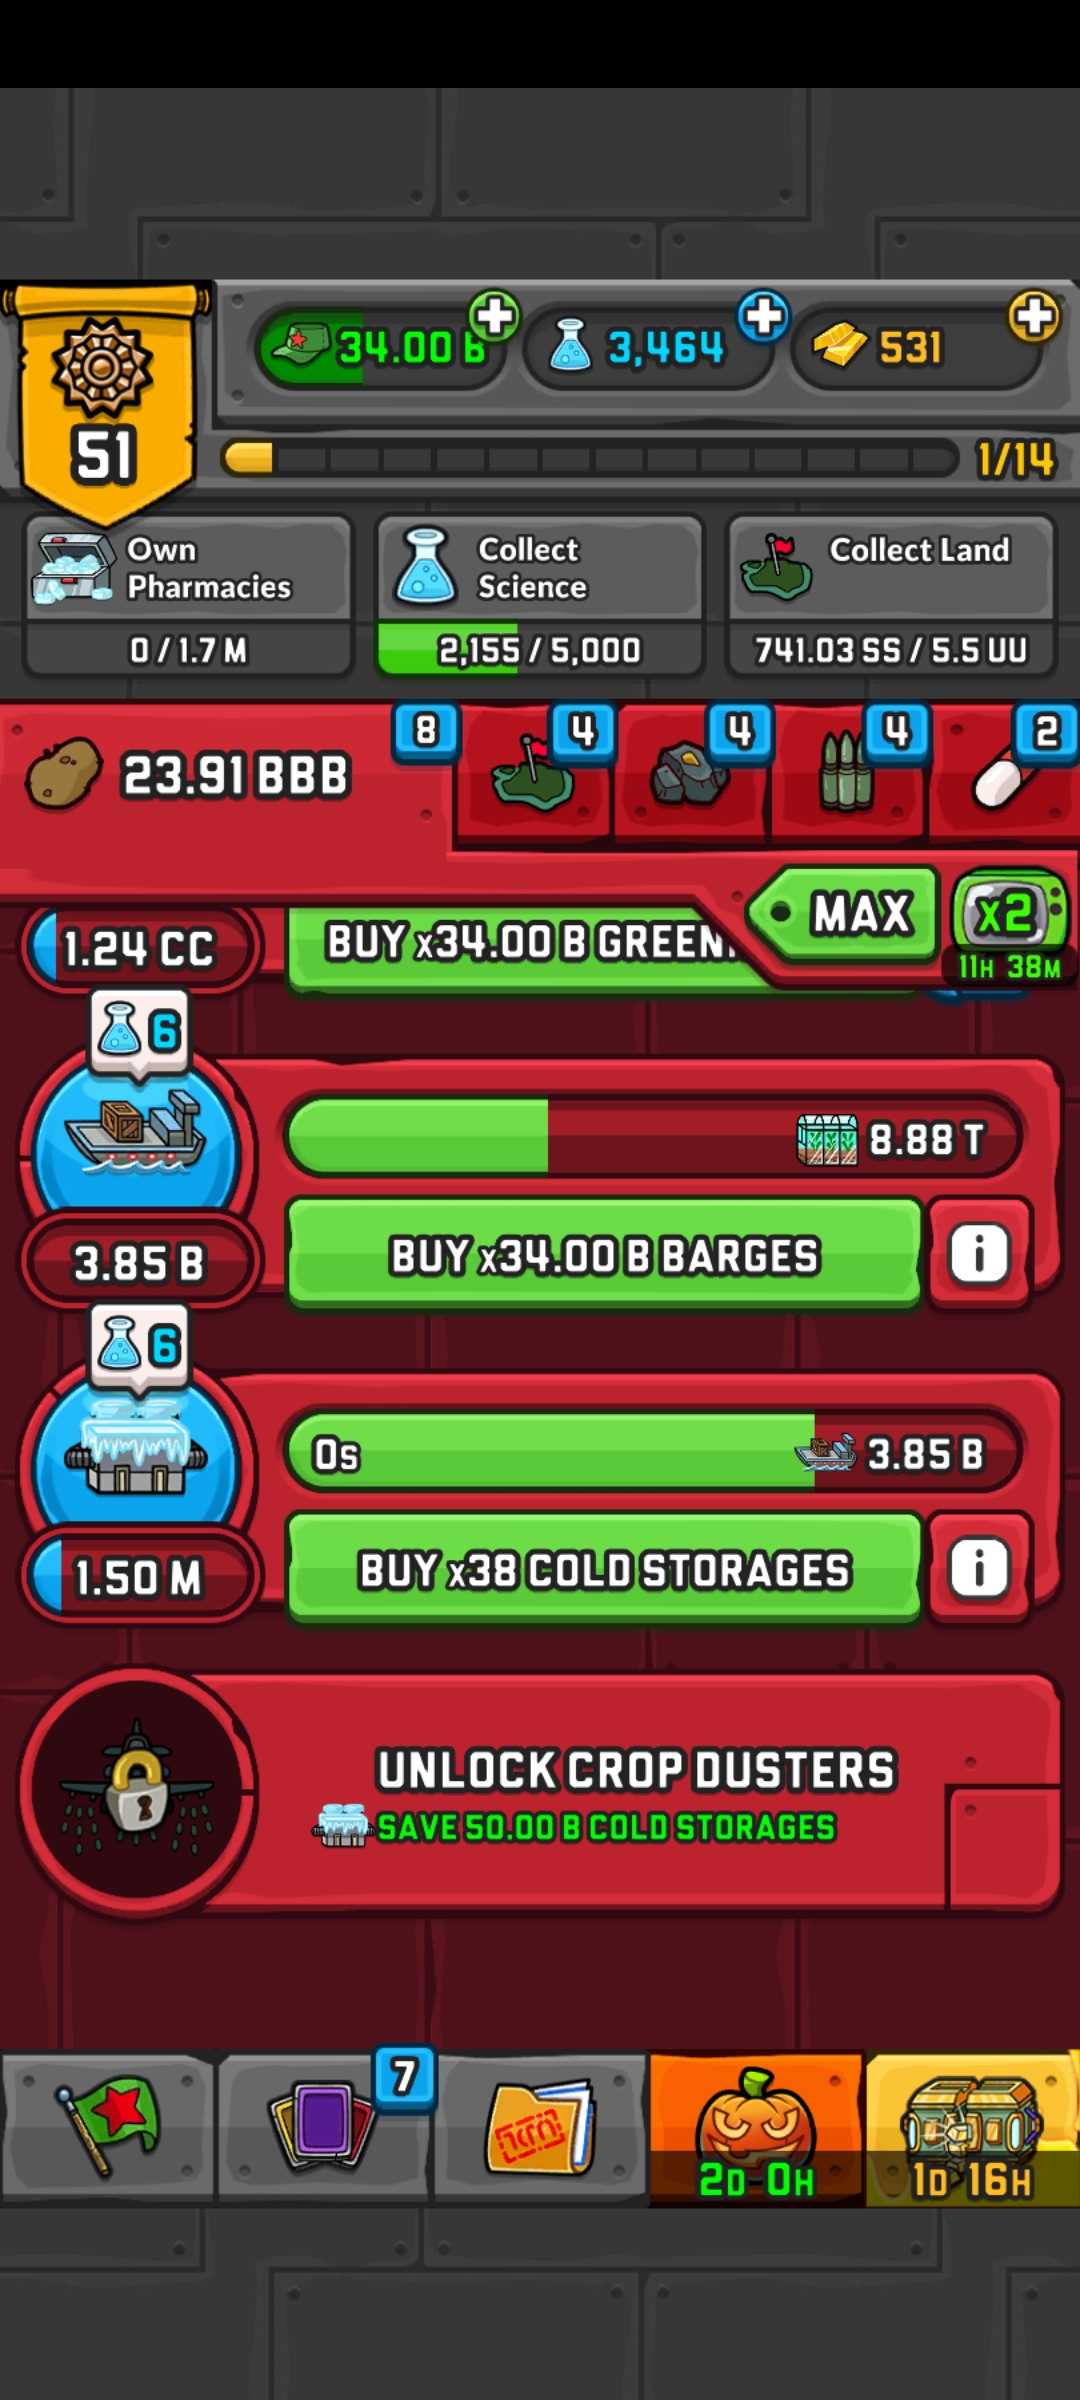 34.00 B
3,464
531
51
1/14
Own
Pharmacies
0 / 1.7 M
Collect
Science
2,155 / 5,000
Collect Land
741.03 SS / 5.5 UU
23.91 BBB
8
4
4
4
2
MAX
x2
11H 38M
1.24 CC
BUY x34.00 B GREEN
6
8.88 T
3.85 B
BUY x34.00 B BARGES
i
6
0s
3.85 B
1.50 M
BUY x38 COLD STORAGES
i
UNLOCK CROP DUSTERS
SAVE 50.00 B COLD STORAGES
7
2D 0H
1D 16H